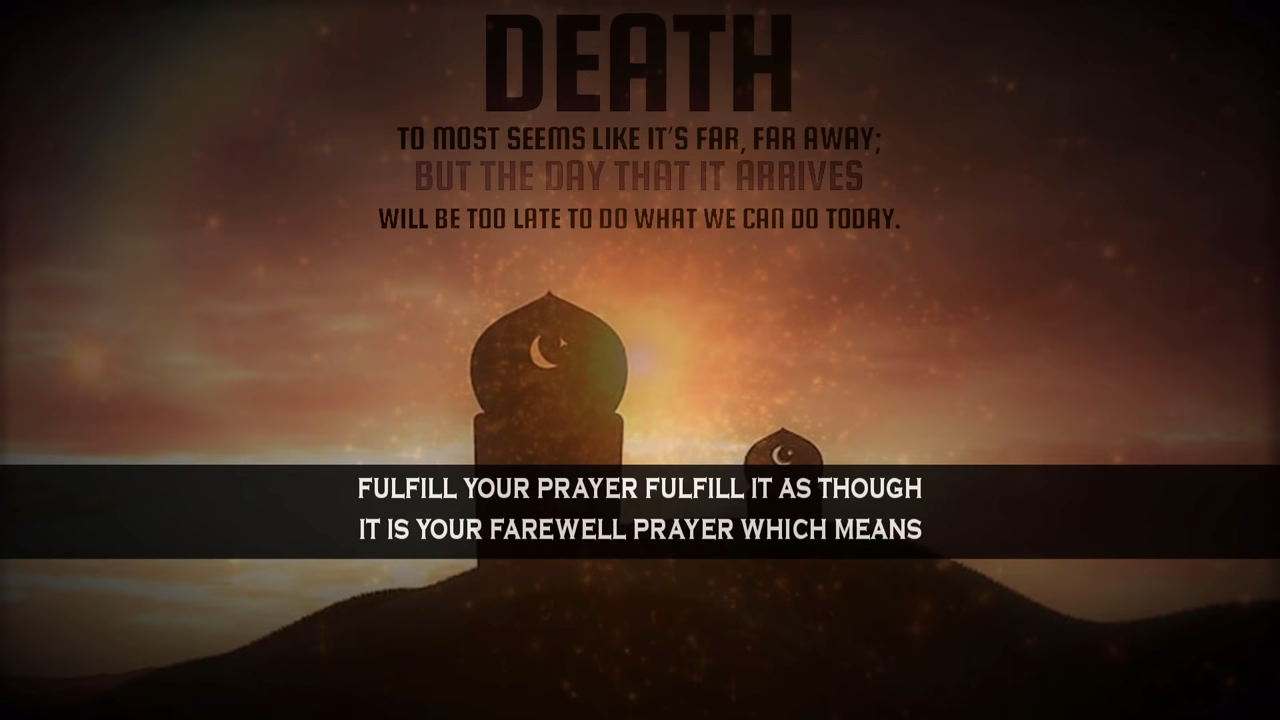 DEATH
TO MOST SEEMS LIKE IT'S FAR, FAR AWAY;
BUT THE DAY THAT IT ARRIVES
WILL BE TOO LATE TO DO WHAT WE CAN DO TODAY.
FULFILL YOUR PRAYER FULFILL IT AS THOUGH
IT IS YOUR FAREWELL PRAYER WHICH MEANS